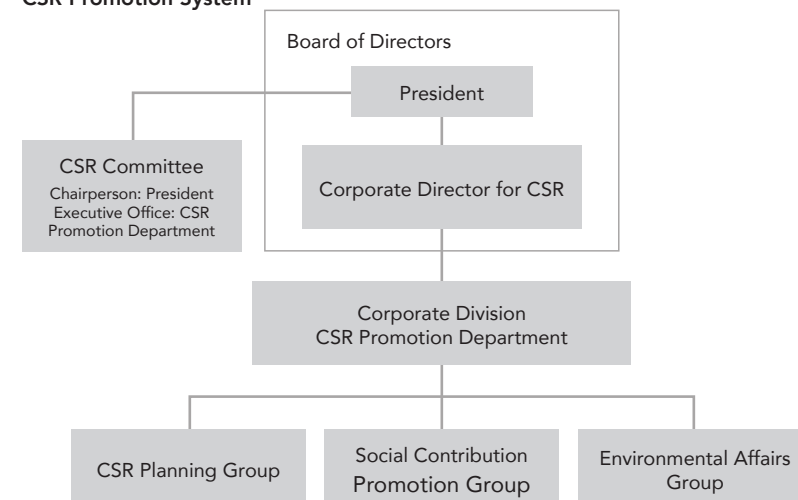 CSR Promotion System
Board of Directors
President
CSR Committee
Chairperson: President
Executive Office: CSR
Promotion Department
Corporate Director for CSR
Corporate Division
CSR Promotion Department
CSR Planning Group
Social Contribution
Promotion Group
Environmental Affairs
Group